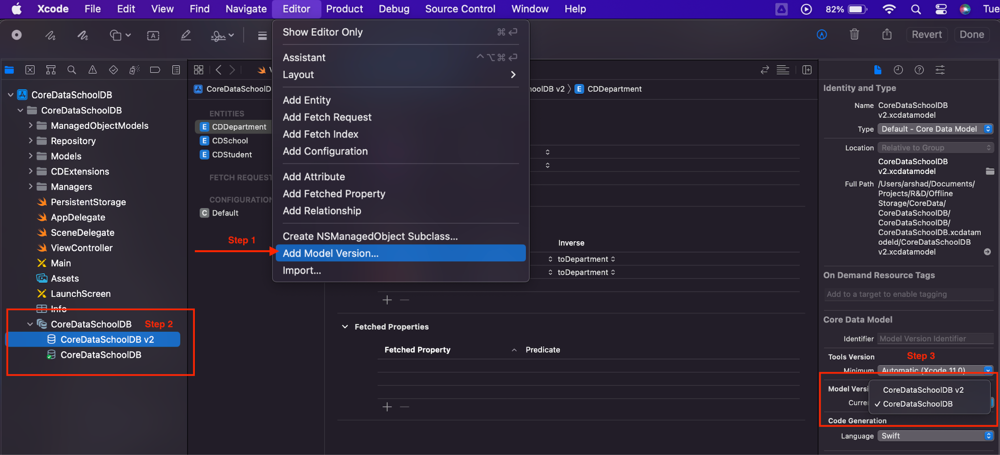 Xcode File Edit View Find Navigate Editor Product Debug Source Control Window Help 82% Tue
Revert Done
CoreDataSchoolDB
CoreDataSchoolDB
ManagedObjectModels
Repository
Models
CDExtensions
Managers
PersistentStorage
AppDelegate
SceneDelegate
ViewController
Main
Assets
LaunchScreen
Info
CoreDataSchoolDB Step 2
CoreDataSchoolDB v2
CoreDataSchoolDB
CoreDataSchoolD
ENTITIES
E CDDepartment
E CDSchool
E CDStudent
FETCH REQUEST
CONFIGURATION
C Default
Step 1
Show Editor Only ⌘ ↩
Assistant ^⌥⌘ ↩
Layout
Add Entity
Add Fetch Request
Add Fetch Index
Add Configuration
Add Attribute
Add Fetched Property
Add Relationship
Create NSManagedObject Subclass...
Add Model Version...
Import...
hoolDB v2 〉 E CDDepartment
Inverse
toDepartment
toDepartment
Fetched Properties
Fetched Property Predicate
Identity and Type
Name CoreDataSchoolDB
v2.xcdatamodel
Type Default - Core Data Model
Location Relative to Group
CoreDataSchoolDB
v2.xcdatamodel
Full Path /Users/arshad/Documents/
Projects/R&D/Offline
Storage/CoreData/
CoreDataSchoolDB/
CoreDataSchoolDB/
CoreDataSchoolDB.xcdatam
odeld/CoreDataSchoolDB
v2.xcdatamodel
On Demand Resource Tags
Add to a target to enable tagging
Core Data Model
Identifier Model Version Identifier
Tools Version Step 3
Minimum Automatic (Xcode 11.0)
Model Versi
CoreDataSchoolDB v2
Curre
✓ CoreDataSchoolDB
Code Generation
Language Swift